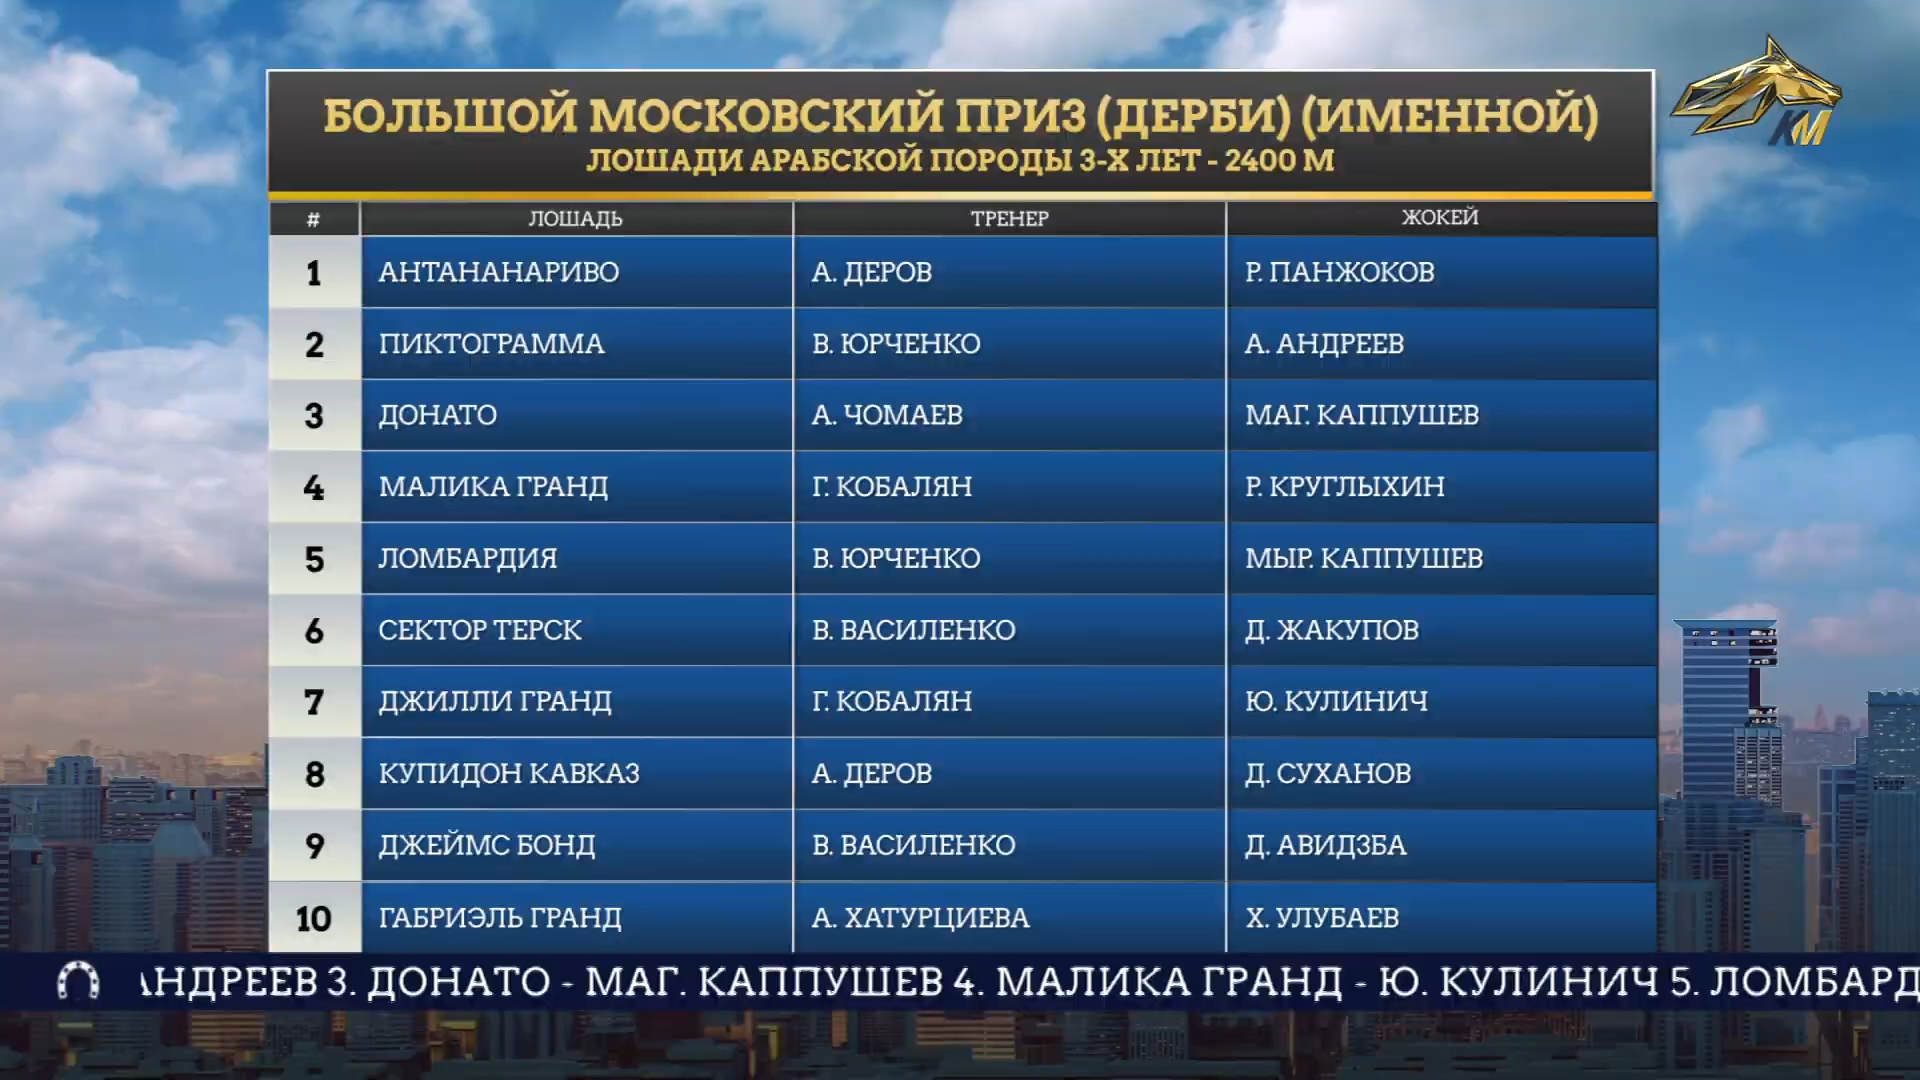 БОЛЬШОЙ МОСКОВСКИЙ ПРИЗ (ДЕРБИ) (ИМЕННОЙ)
ЛОШАДИ АРАБСКОЙ ПОРОДЫ 3-Х ЛЕТ - 2400 М
КМ
# ЛОШАДЬ ТРЕНЕР ЖОКЕЙ
1 АНТАНАНАРИВО А. ДЕРОВ Р. ПАНЖОКОВ
2 ПИКТОГРАММА В. ЮРЧЕНКО А. АНДРЕЕВ
3 ДОНАТО А. ЧОМАЕВ МАГ. КАППУШЕВ
4 МАЛИКА ГРАНД Г. КОБАЛЯН Р. КРУГЛЫХИН
5 ЛОМБАРДИЯ В. ЮРЧЕНКО МЫР. КАППУШЕВ
6 СЕКТОР ТЕРСК В. ВАСИЛЕНКО Д. ЖАКУПОВ
7 ДЖИЛЛИ ГРАНД Г. КОБАЛЯН Ю. КУЛИНИЧ
8 КУПИДОН КАВКАЗ А. ДЕРОВ Д. СУХАНОВ
9 ДЖЕЙМС БОНД В. ВАСИЛЕНКО Д. АВИДЗБА
10 ГАБРИЭЛЬ ГРАНД А. ХАТУРЦИЕВА Х. УЛУБАЕВ
АНДРЕЕВ 3. ДОНАТО - МАГ. КАППУШЕВ 4. МАЛИКА ГРАНД - Ю. КУЛИНИЧ 5. ЛОМБАРД